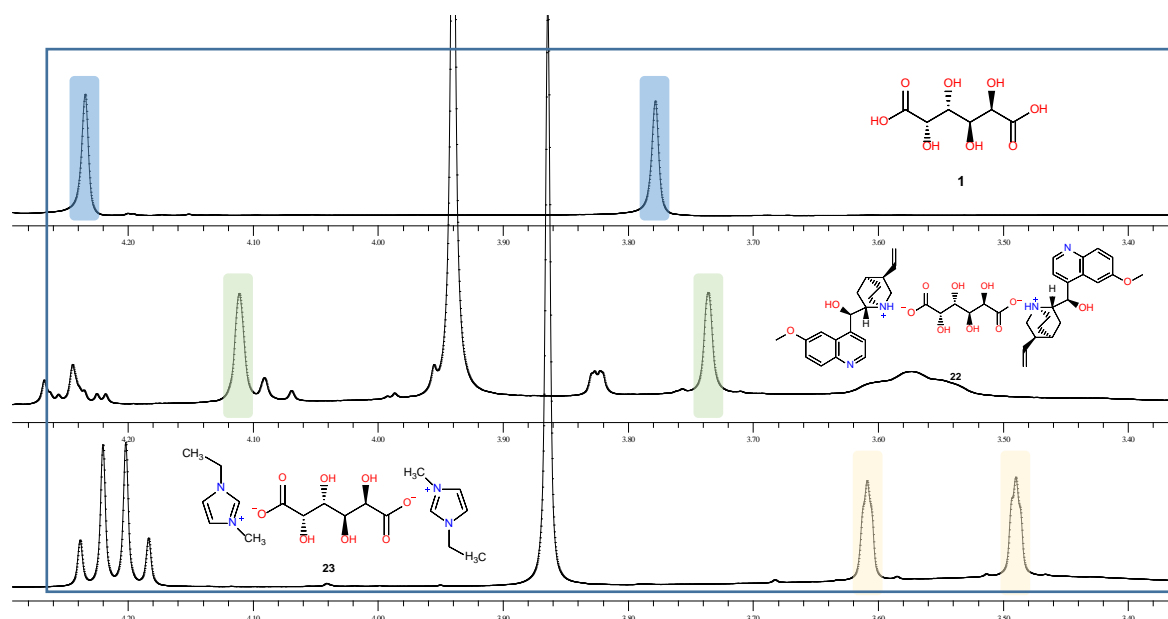 O OH OH
OH
HO
OH OH O
1
4.20 4.10 4.00 3.90 3.80 3.70 3.60 3.50 3.40
N
O
O OH OH H
HO NH+ −O O− HN+ OH
H OH OH O
O
N
22
4.20 4.10 4.00 3.90 3.80 3.70 3.60 3.50 3.40
CH3
O OH OH H3C
N N+
−O O−
N+ N
CH3 OH OH O
CH3
23
4.20 4.10 4.00 3.90 3.80 3.70 3.60 3.50 3.40